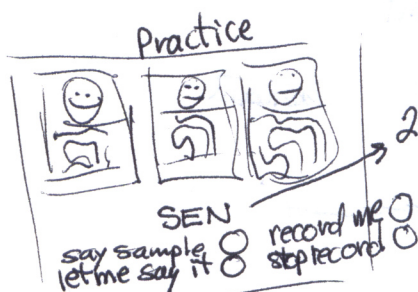 Practice
2
SEN
say sample record me
let me say it stop record